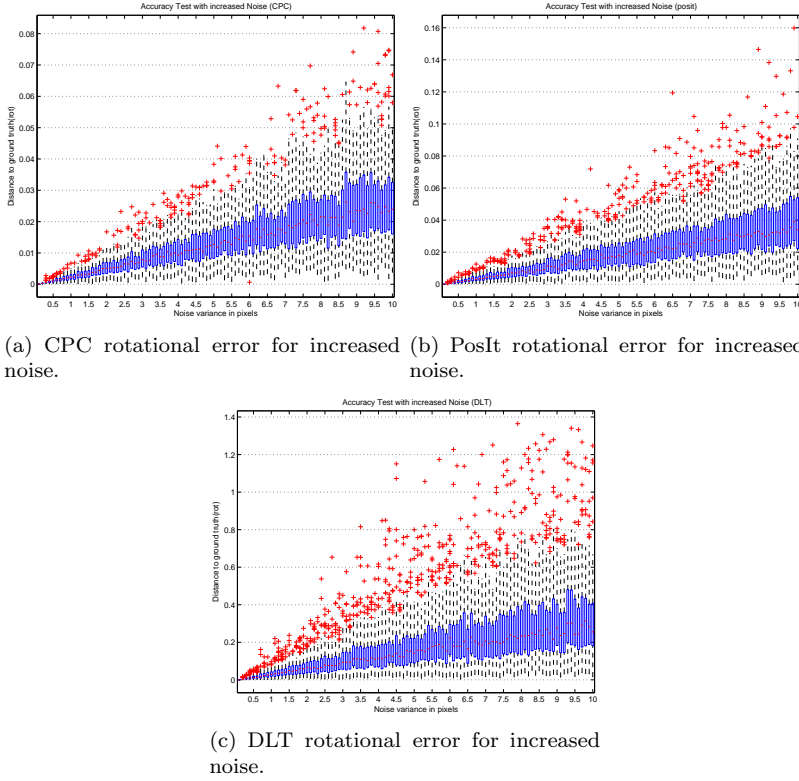 Accuracy Test with increased Noise (CPC)
Distance to ground truth(rot)
0.08
0.07
0.06
0.05
0.04
0.03
0.02
0.01
0
0.5 1 1.5 2 2.5 3 3.5 4 4.5 5 5.5 6 6.5 7 7.5 8 8.5 9 9.5 10
Noise variance in pixels
(a) CPC rotational error for increased
noise.
Accuracy Test with increased Noise (posit)
Distance to ground truth(rot)
0.16
0.14
0.12
0.1
0.08
0.06
0.04
0.02
0
0.5 1 1.5 2 2.5 3 3.5 4 4.5 5 5.5 6 6.5 7 7.5 8 8.5 9 9.5 10
Noise variance in pixels
(b) PosIt rotational error for increased
noise.
Accuracy Test with increased Noise (DLT)
Distance to ground truth(rot)
1.4
1.2
1
0.8
0.6
0.4
0.2
0
0.5 1 1.5 2 2.5 3 3.5 4 4.5 5 5.5 6 6.5 7 7.5 8 8.5 9 9.5 10
Noise variance in pixels
(c) DLT rotational error for increased
noise.